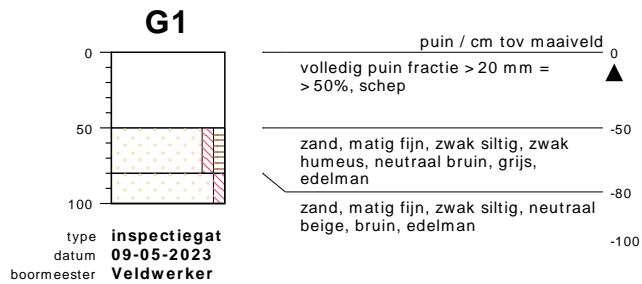 G1
puin / cm tov maaiveld
0
0
volledig puin fractie > 20 mm =
> 50%, schep
50
-50
zand, matig fijn, zwak siltig, zwak
humeus, neutraal bruin, grijs,
edelman
-80
zand, matig fijn, zwak siltig, neutraal
beige, bruin, edelman
100
-100
type inspectiegat
datum 09-05-2023
boormeester Veldwerker